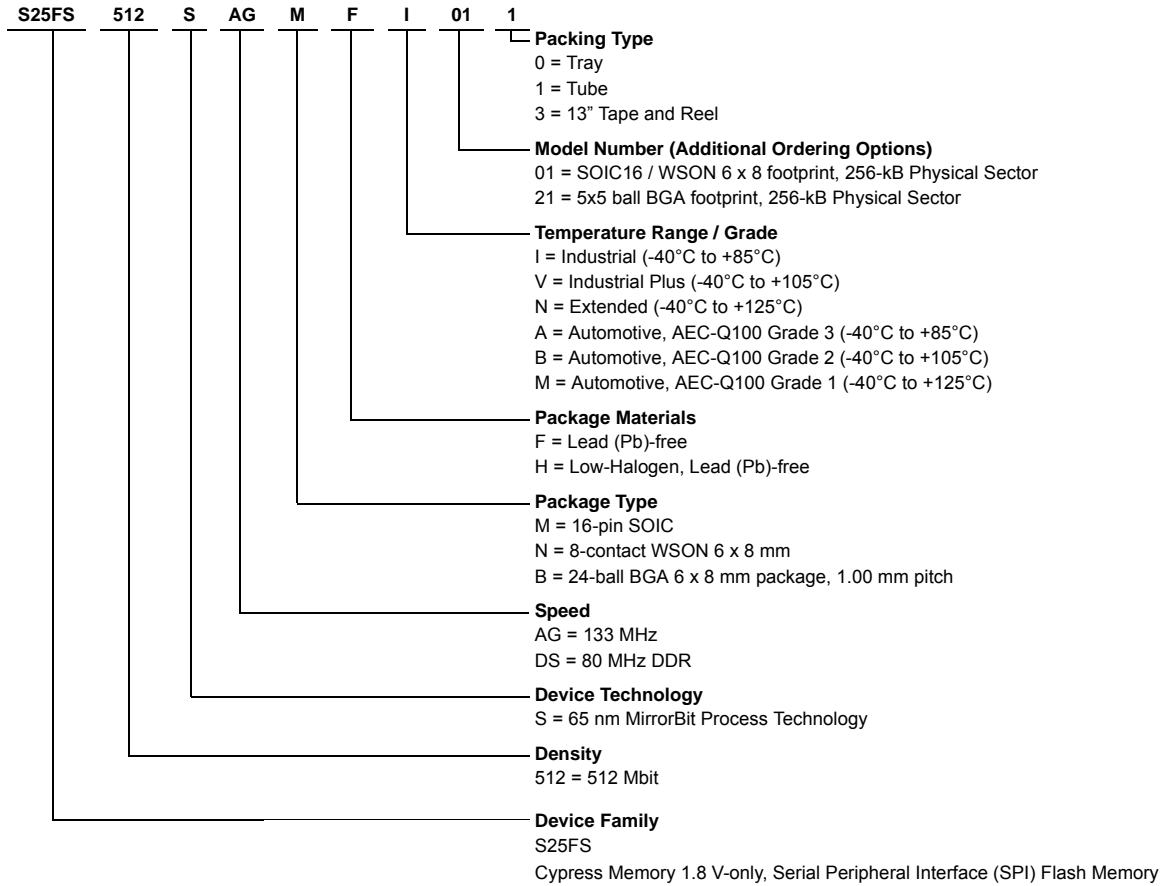 S25FS 512 S AG M F I 01 1
Packing Type
0 = Tray
1 = Tube
3 = 13” Tape and Reel
Model Number (Additional Ordering Options)
01 = SOIC16 / WSON 6 x 8 footprint, 256-kB Physical Sector
21 = 5x5 ball BGA footprint, 256-kB Physical Sector
Temperature Range / Grade
I = Industrial (-40°C to +85°C)
V = Industrial Plus (-40°C to +105°C)
N = Extended (-40°C to +125°C)
A = Automotive, AEC-Q100 Grade 3 (-40°C to +85°C)
B = Automotive, AEC-Q100 Grade 2 (-40°C to +105°C)
M = Automotive, AEC-Q100 Grade 1 (-40°C to +125°C)
Package Materials
F = Lead (Pb)-free
H = Low-Halogen, Lead (Pb)-free
Package Type
M = 16-pin SOIC
N = 8-contact WSON 6 x 8 mm
B = 24-ball BGA 6 x 8 mm package, 1.00 mm pitch
Speed
AG = 133 MHz
DS = 80 MHz DDR
Device Technology
S = 65 nm MirrorBit Process Technology
Density
512 = 512 Mbit
Device Family
S25FS
Cypress Memory 1.8 V-only, Serial Peripheral Interface (SPI) Flash Memory